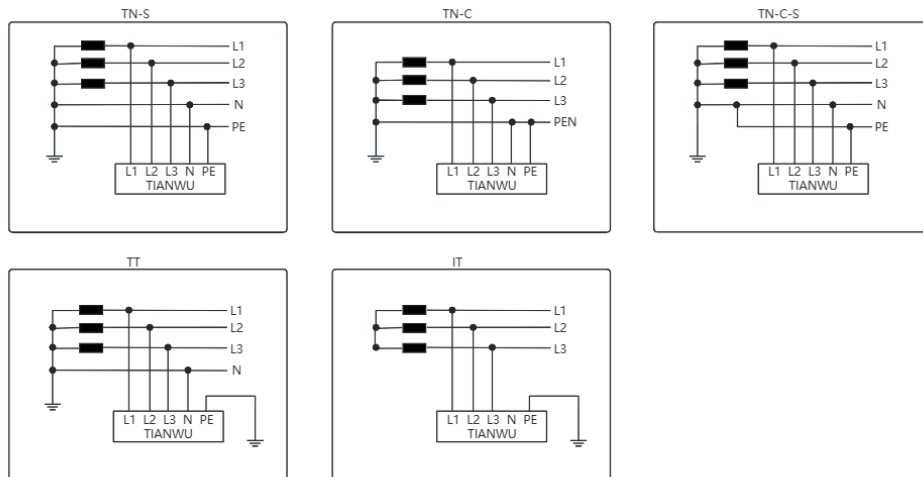 TN-S
L1
L2
L3
N
PE
L1 L2 L3 N PE
TIANWU
TN-C
L1
L2
L3
PEN
L1 L2 L3 N PE
TIANWU
TN-C-S
L1
L2
L3
N
PE
L1 L2 L3 N PE
TIANWU
TT
L1
L2
L3
N
L1 L2 L3 N PE
TIANWU
IT
L1
L2
L3
L1 L2 L3 N PE
TIANWU